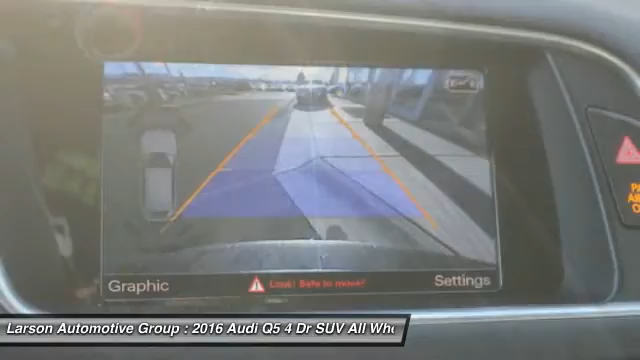 Graphic
Look! Safe to move?
Settings
Larson Automotive Group : 2016 Audi Q5 4 Dr SUV All Whe